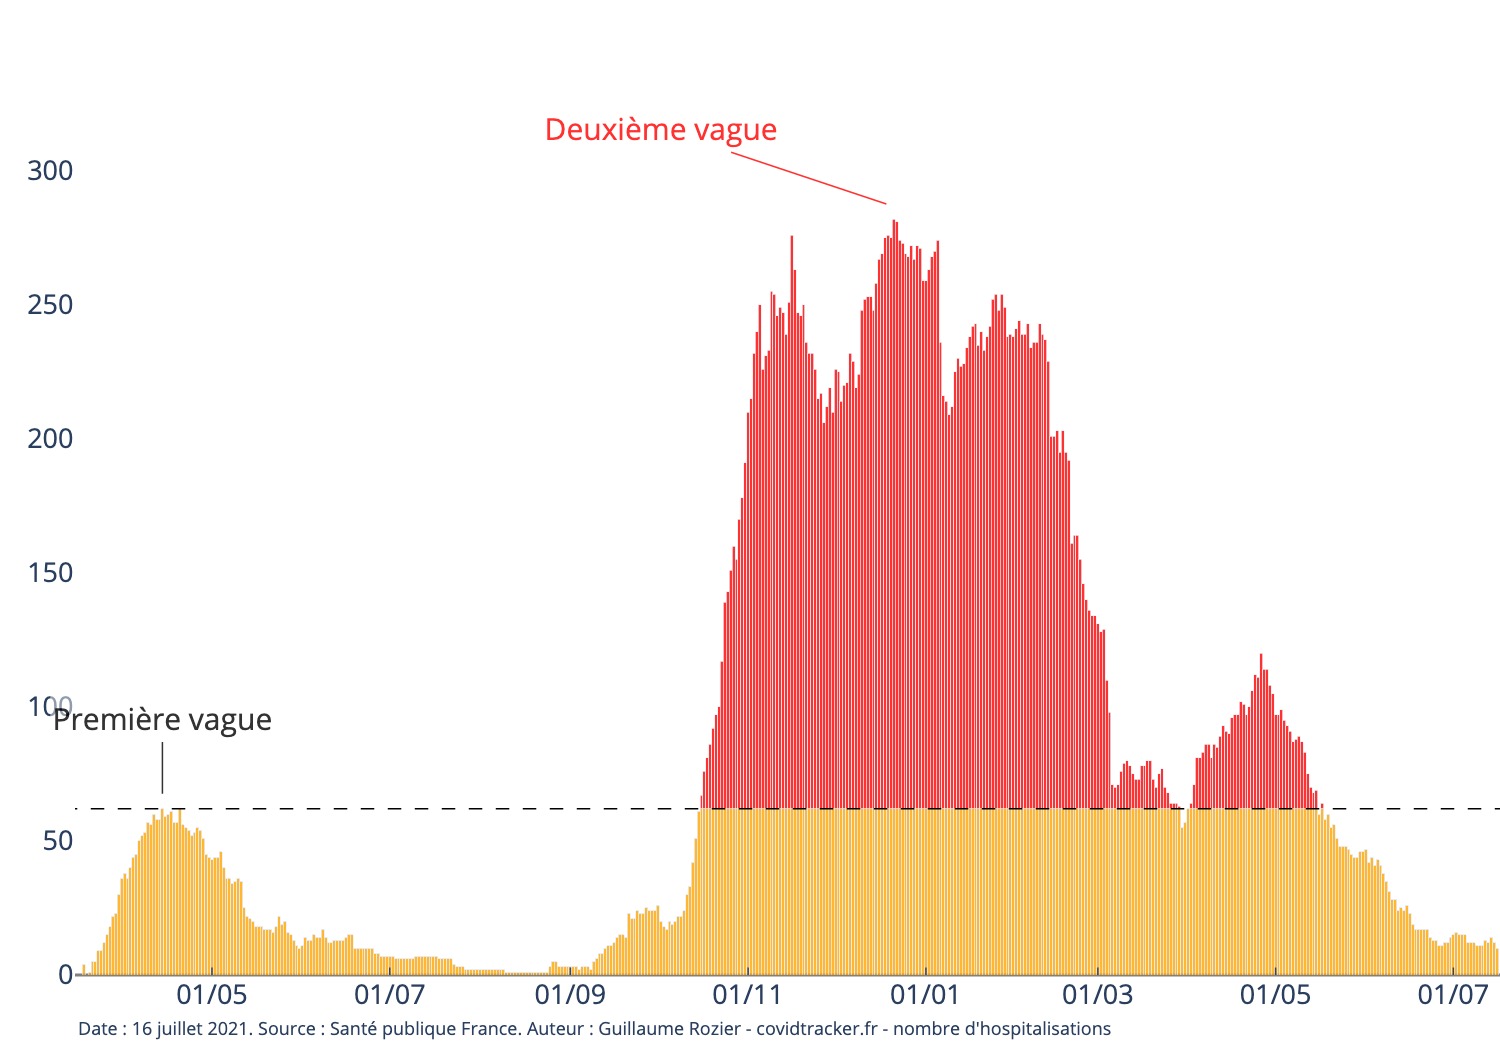 Deuxième vague
300
250
200
150
100
Première vague
50
0
01/05 01/07 01/09 01/11 01/01 01/03 01/05 01/07
Date : 16 juillet 2021. Source : Santé publique France. Auteur : Guillaume Rozier - covidtracker.fr - nombre d'hospitalisations